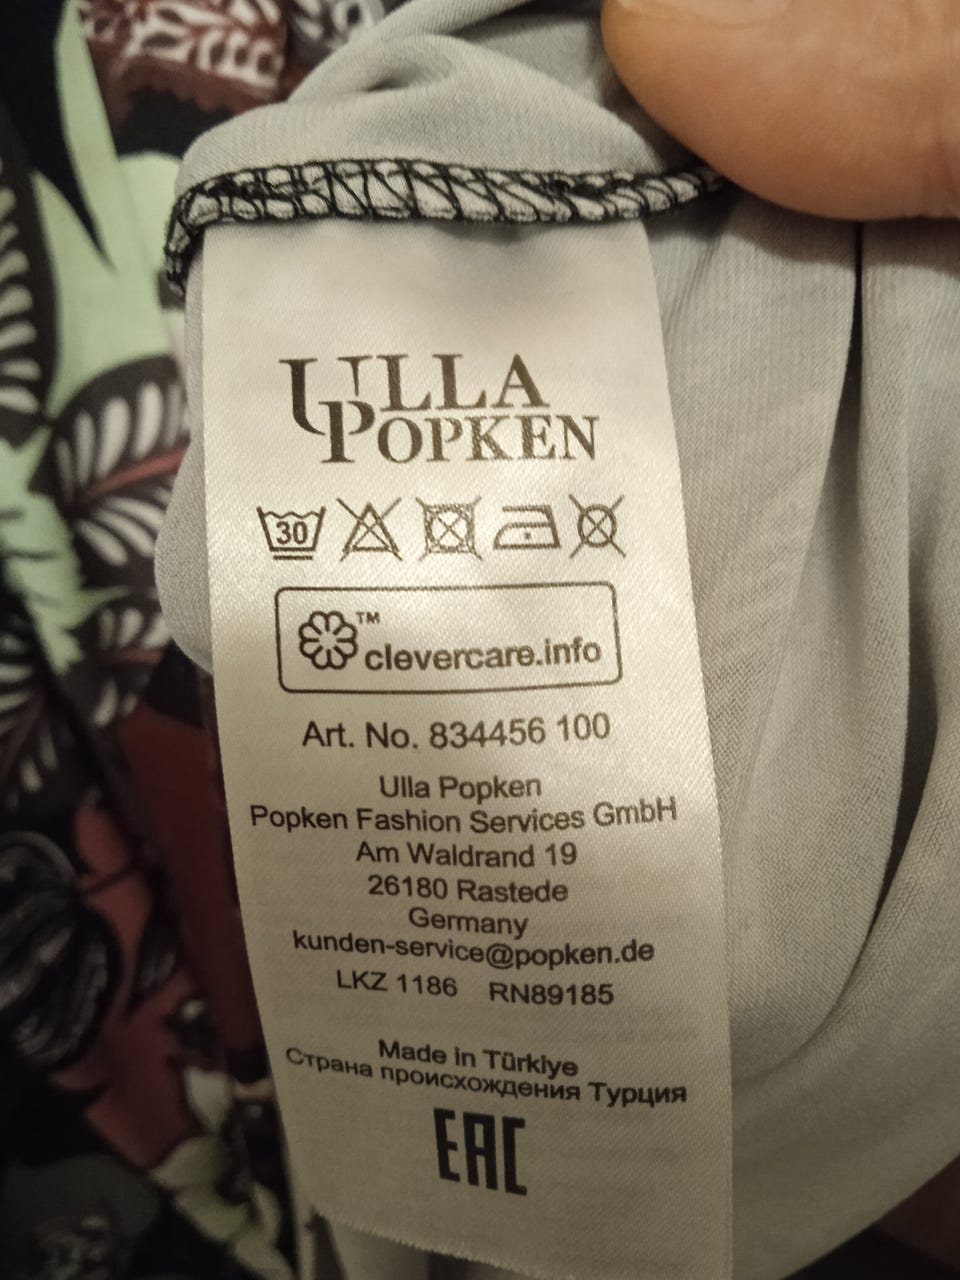 ULLA
POPKEN
30
TM
clevercare.info
Art. No. 834456 100
Ulla Popken
Popken Fashion Services GmbH
Am Waldrand 19
26180 Rastede
Germany
kunden-service@popken.de
LKZ 1186 RN89185
Made in Türkiye
Страна происхождения Турция
EAC